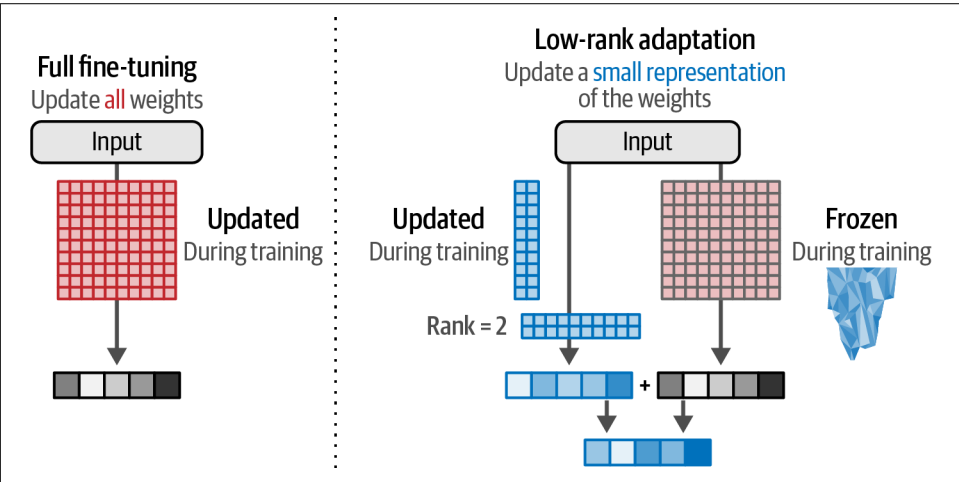 Full fine-tuning
Update all weights
Input
Updated
During training
Low-rank adaptation
Update a small representation
of the weights
Input
Updated
During training
Rank = 2
+
Frozen
During training